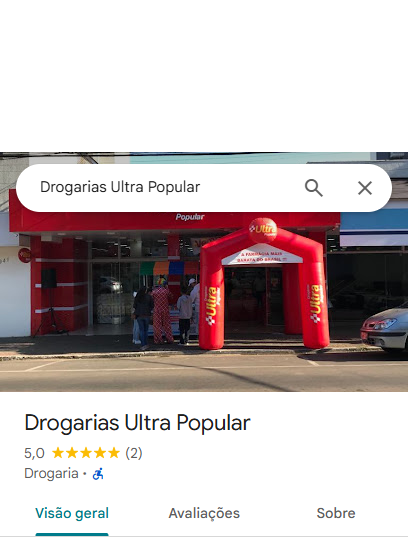 Drogarias Ultra Popular
Popular
Ultra
A FARMÁCIA MAIS
BARATA DO BRASIL !!!
Ultra
Ultra
Drogarias Ultra Popular
5,0 ★★★★★ (2)
Drogaria ·
Visão geral
Avaliações
Sobre